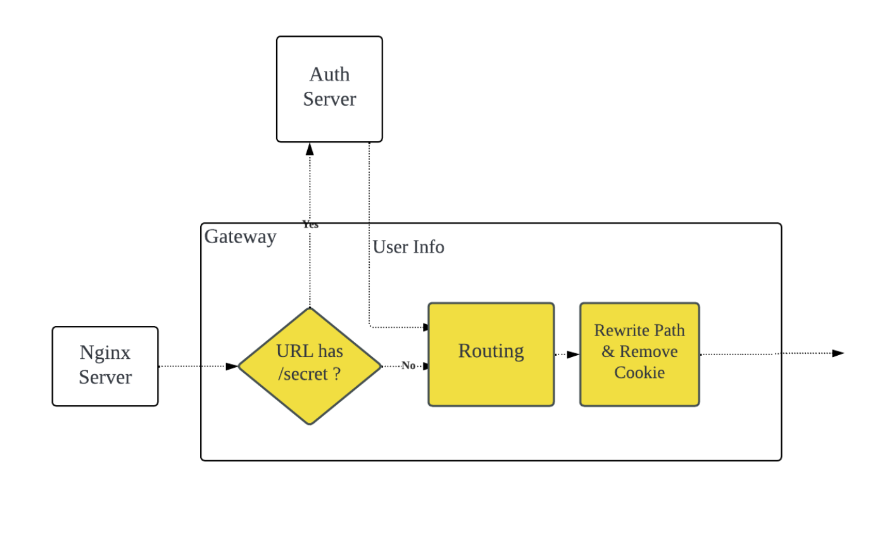 Auth
Server
Yes
Gateway
User Info
Nginx
Server
URL has
/secret ?
No
Routing
Rewrite Path
& Remove
Cookie